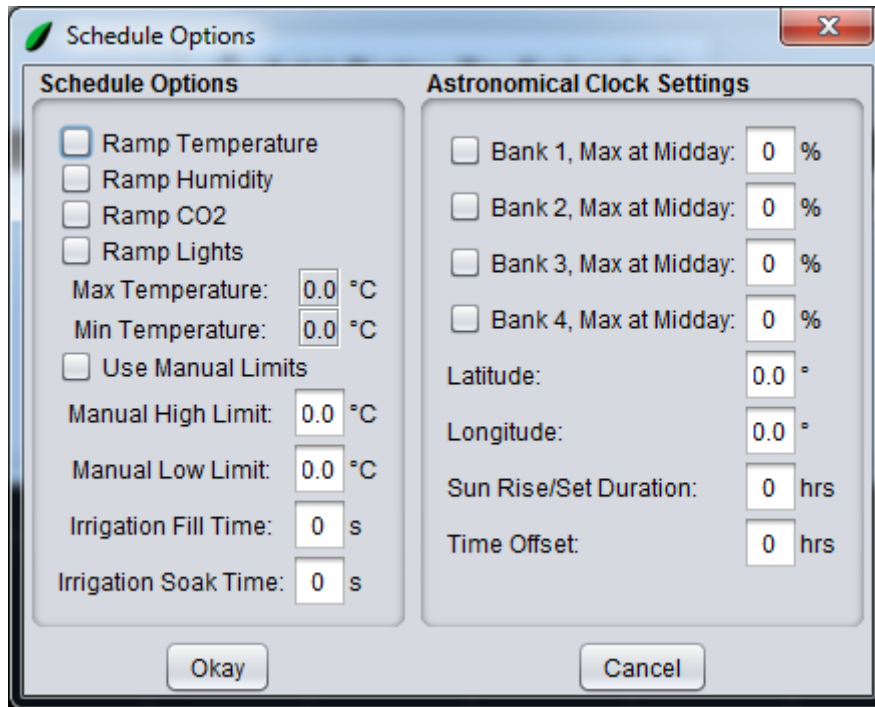 Schedule Options
Schedule Options
Ramp Temperature
Ramp Humidity
Ramp CO2
Ramp Lights
Max Temperature: 0.0 °C
Min Temperature: 0.0 °C
Use Manual Limits
Manual High Limit: 0.0 °C
Manual Low Limit: 0.0 °C
Irrigation Fill Time: 0 s
Irrigation Soak Time: 0 s
Astronomical Clock Settings
Bank 1, Max at Midday: 0 %
Bank 2, Max at Midday: 0 %
Bank 3, Max at Midday: 0 %
Bank 4, Max at Midday: 0 %
Latitude: 0.0 °
Longitude: 0.0 °
Sun Rise/Set Duration: 0 hrs
Time Offset: 0 hrs
Okay
Cancel